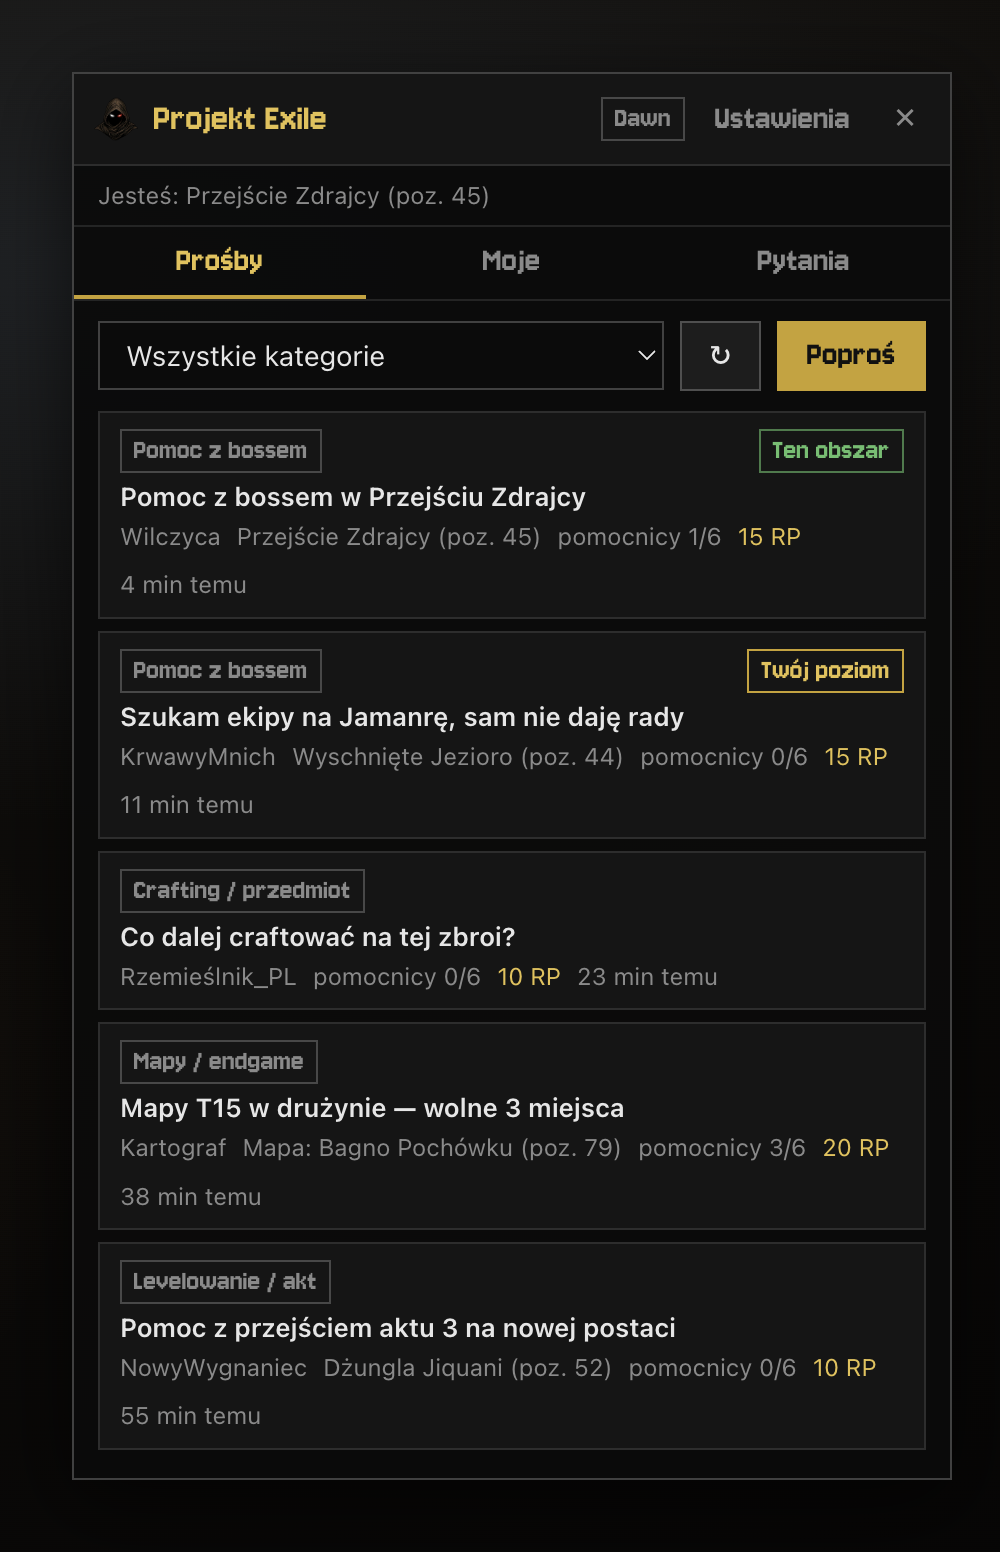 Projekt Exile
Dawn
Ustawienia
×
Jesteś: Przejście Zdrajcy (poz. 45)
Prośby
Moje
Pytania
Wszystkie kategorie
↻
Poproś
Pomoc z bossem
Ten obszar
Pomoc z bossem w Przejściu Zdrajcy
Wilczyca Przejście Zdrajcy (poz. 45) pomocnicy 1/6 15 RP
4 min temu
Pomoc z bossem
Twój poziom
Szukam ekipy na Jamanrę, sam nie daję rady
KrwawyMnich Wyschnięte Jezioro (poz. 44) pomocnicy 0/6 15 RP
11 min temu
Crafting / przedmiot
Co dalej craftować na tej zbroi?
Rzemieślnik_PL pomocnicy 0/6 10 RP 23 min temu
Mapy / endgame
Mapy T15 w drużynie — wolne 3 miejsca
Kartograf Mapa: Bagno Pochówku (poz. 79) pomocnicy 3/6 20 RP
38 min temu
Levelowanie / akt
Pomoc z przejściem aktu 3 na nowej postaci
NowyWygnaniec Dżungla Jiquani (poz. 52) pomocnicy 0/6 10 RP
55 min temu